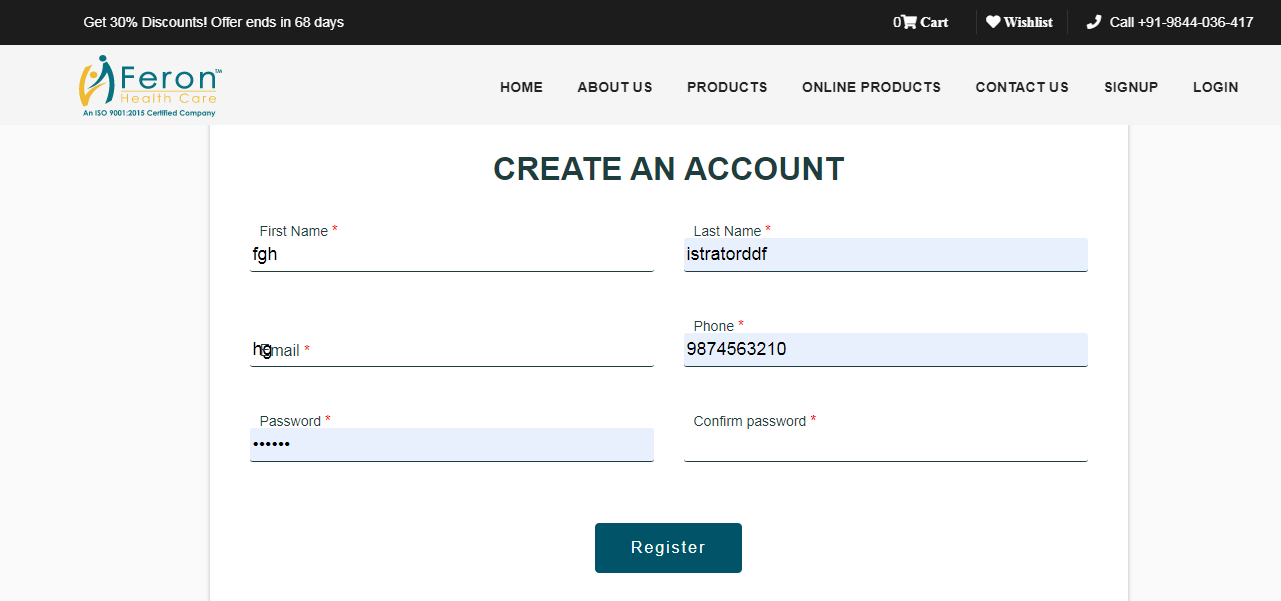 Get 30% Discounts! Offer ends in 68 days
0 Cart
Wishlist
Call +91-9844-036-417
Feron™
Health Care
An ISO 9001:2015 Certified Company
HOME ABOUT US PRODUCTS ONLINE PRODUCTS CONTACT US SIGNUP LOGIN
CREATE AN ACCOUNT
First Name *
fgh
Last Name *
istratorddf
Email *
hg
Phone *
9874563210
Password *
••••••
Confirm password *
Register